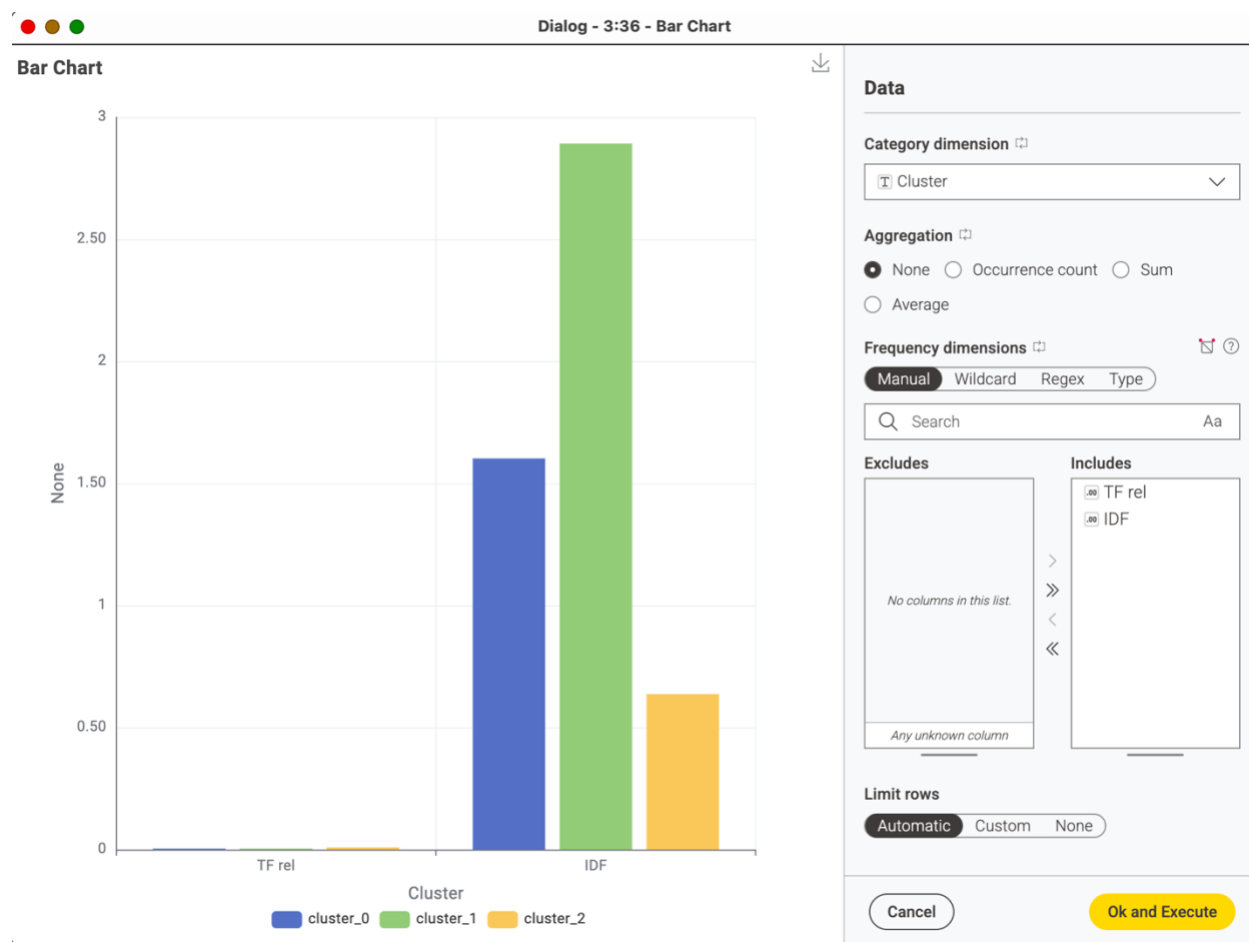 Dialog - 3:36 - Bar Chart
Bar Chart
3
2.50
2
1.50
1
0.50
0
None
TF rel
IDF
Cluster
cluster_0 cluster_1 cluster_2
Data
Category dimension
T Cluster
Aggregation
None Occurrence count Sum
Average
Frequency dimensions ?
Manual Wildcard Regex Type
Search Aa
Excludes Includes
No columns in this list.
Any unknown column
.00 TF rel
.00 IDF
Limit rows
Automatic Custom None
Cancel Ok and Execute